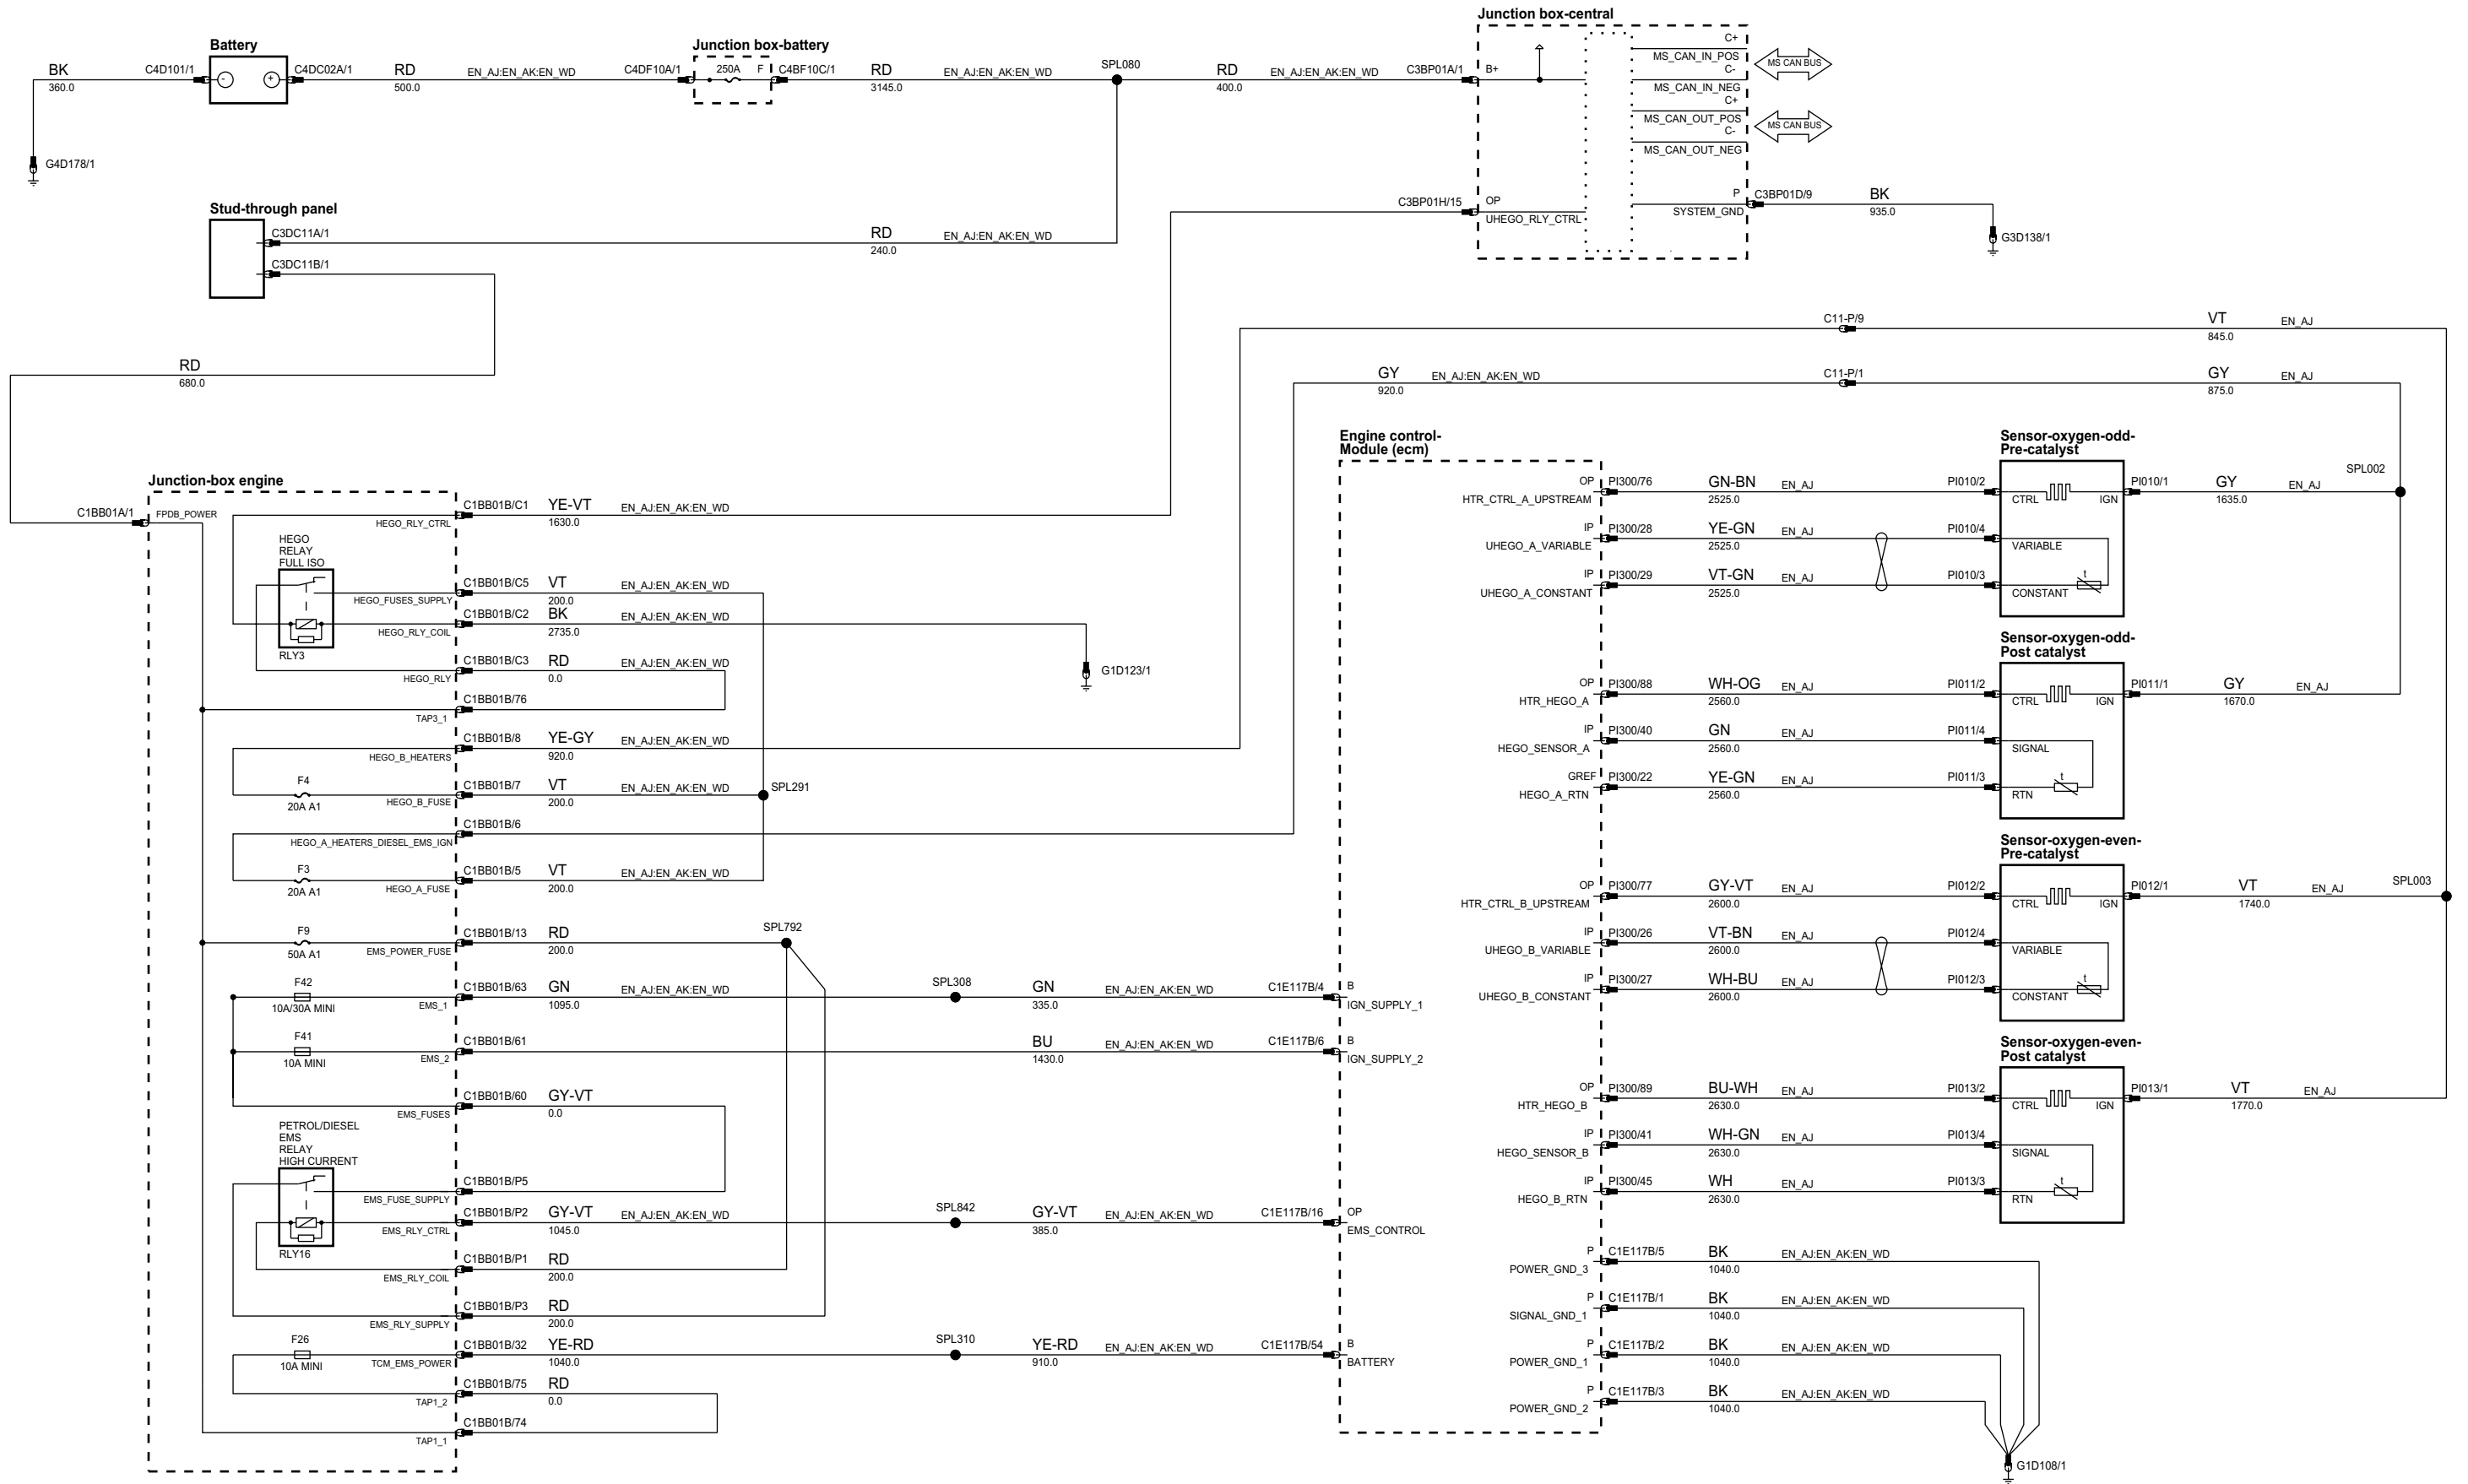 Junction box-central
Battery
Junction box-battery
BK
360.0
C4D101/1
-
+
C4DC02A/1
RD
500.0
EN_AJ:EN_AK:EN_WD
C4DF10A/1
250A
F
C4BF10C/1
RD
3145.0
EN_AJ:EN_AK:EN_WD
SPL080
RD
400.0
EN_AJ:EN_AK:EN_WD
C3BP01A/1
B+
C+
MS_CAN_IN_POS
C-
MS CAN BUS
MS_CAN_IN_NEG
C+
MS_CAN_OUT_POS
C-
MS CAN BUS
MS_CAN_OUT_NEG
G4D178/1
C3BP01H/15
OP
UHEGO_RLY_CTRL
P
SYSTEM_GND
C3BP01D/9
BK
935.0
G3D138/1
Stud-through panel
C3DC11A/1
RD
240.0
EN_AJ:EN_AK:EN_WD
C3DC11B/1
RD
680.0
C11-P/9
VT
845.0
EN_AJ
GY
920.0
EN_AJ:EN_AK:EN_WD
C11-P/1
GY
875.0
EN_AJ
Junction-box engine
C1BB01A/1
FPDB_POWER
C1BB01B/C1
YE-VT
1630.0
EN_AJ:EN_AK:EN_WD
HEGO_RLY_CTRL
HEGO
RELAY
FULL ISO
RLY3
C1BB01B/C5
VT
200.0
EN_AJ:EN_AK:EN_WD
HEGO_FUSES_SUPPLY
C1BB01B/C2
BK
2735.0
EN_AJ:EN_AK:EN_WD
HEGO_RLY_COIL
G1D123/1
C1BB01B/C3
RD
0.0
EN_AJ:EN_AK:EN_WD
HEGO_RLY
C1BB01B/76
TAP3_1
C1BB01B/8
YE-GY
920.0
EN_AJ:EN_AK:EN_WD
HEGO_B_HEATERS
F4
20A A1
C1BB01B/7
VT
200.0
EN_AJ:EN_AK:EN_WD
HEGO_B_FUSE
SPL291
C1BB01B/6
HEGO_A_HEATERS_DIESEL_EMS_IGN
F3
20A A1
C1BB01B/5
VT
200.0
EN_AJ:EN_AK:EN_WD
HEGO_A_FUSE
F9
50A A1
C1BB01B/13
RD
200.0
EMS_POWER_FUSE
SPL792
F42
10A/30A MINI
C1BB01B/63
GN
1095.0
EN_AJ:EN_AK:EN_WD
EMS_1
SPL308
GN
335.0
EN_AJ:EN_AK:EN_WD
C1E117B/4
B
IGN_SUPPLY_1
F41
10A MINI
C1BB01B/61
EMS_2
BU
1430.0
EN_AJ:EN_AK:EN_WD
C1E117B/6
B
IGN_SUPPLY_2
C1BB01B/60
GY-VT
0.0
EMS_FUSES
PETROL/DIESEL
EMS
RELAY
HIGH CURRENT
RLY16
C1BB01B/P5
EMS_FUSE_SUPPLY
C1BB01B/P2
GY-VT
1045.0
EN_AJ:EN_AK:EN_WD
EMS_RLY_CTRL
SPL842
GY-VT
385.0
EN_AJ:EN_AK:EN_WD
C1E117B/16
OP
EMS_CONTROL
C1BB01B/P1
RD
200.0
EMS_RLY_COIL
C1BB01B/P3
RD
200.0
EMS_RLY_SUPPLY
F26
10A MINI
C1BB01B/32
YE-RD
1040.0
TCM_EMS_POWER
SPL310
YE-RD
910.0
EN_AJ:EN_AK:EN_WD
C1E117B/54
B
BATTERY
C1BB01B/75
RD
0.0
TAP1_2
C1BB01B/74
TAP1_1
Engine control-
Module (ecm)
OP
HTR_CTRL_A_UPSTREAM
PI300/76
GN-BN
2525.0
EN_AJ
PI010/2
IP
UHEGO_A_VARIABLE
PI300/28
YE-GN
2525.0
EN_AJ
PI010/4
IP
UHEGO_A_CONSTANT
PI300/29
VT-GN
2525.0
EN_AJ
PI010/3
Sensor-oxygen-odd-
Pre-catalyst
CTRL
IGN
VARIABLE
t
CONSTANT
PI010/1
GY
1635.0
EN_AJ
SPL002
OP
HTR_HEGO_A
PI300/88
WH-OG
2560.0
EN_AJ
PI011/2
IP
HEGO_SENSOR_A
PI300/40
GN
2560.0
EN_AJ
PI011/4
GREF
HEGO_A_RTN
PI300/22
YE-GN
2560.0
EN_AJ
PI011/3
Sensor-oxygen-odd-
Post catalyst
CTRL
IGN
SIGNAL
t
RTN
PI011/1
GY
1670.0
EN_AJ
OP
HTR_CTRL_B_UPSTREAM
PI300/77
GY-VT
2600.0
EN_AJ
PI012/2
IP
UHEGO_B_VARIABLE
PI300/26
VT-BN
2600.0
EN_AJ
PI012/4
IP
UHEGO_B_CONSTANT
PI300/27
WH-BU
2600.0
EN_AJ
PI012/3
Sensor-oxygen-even-
Pre-catalyst
CTRL
IGN
VARIABLE
t
CONSTANT
PI012/1
VT
1740.0
EN_AJ
SPL003
OP
HTR_HEGO_B
PI300/89
BU-WH
2630.0
EN_AJ
PI013/2
IP
HEGO_SENSOR_B
PI300/41
WH-GN
2630.0
EN_AJ
PI013/4
IP
HEGO_B_RTN
PI300/45
WH
2630.0
EN_AJ
PI013/3
Sensor-oxygen-even-
Post catalyst
CTRL
IGN
SIGNAL
t
RTN
PI013/1
VT
1770.0
EN_AJ
P
POWER_GND_3
C1E117B/5
BK
1040.0
EN_AJ:EN_AK:EN_WD
P
SIGNAL_GND_1
C1E117B/1
BK
1040.0
EN_AJ:EN_AK:EN_WD
P
POWER_GND_1
C1E117B/2
BK
1040.0
EN_AJ:EN_AK:EN_WD
P
POWER_GND_2
C1E117B/3
BK
1040.0
EN_AJ:EN_AK:EN_WD
G1D108/1